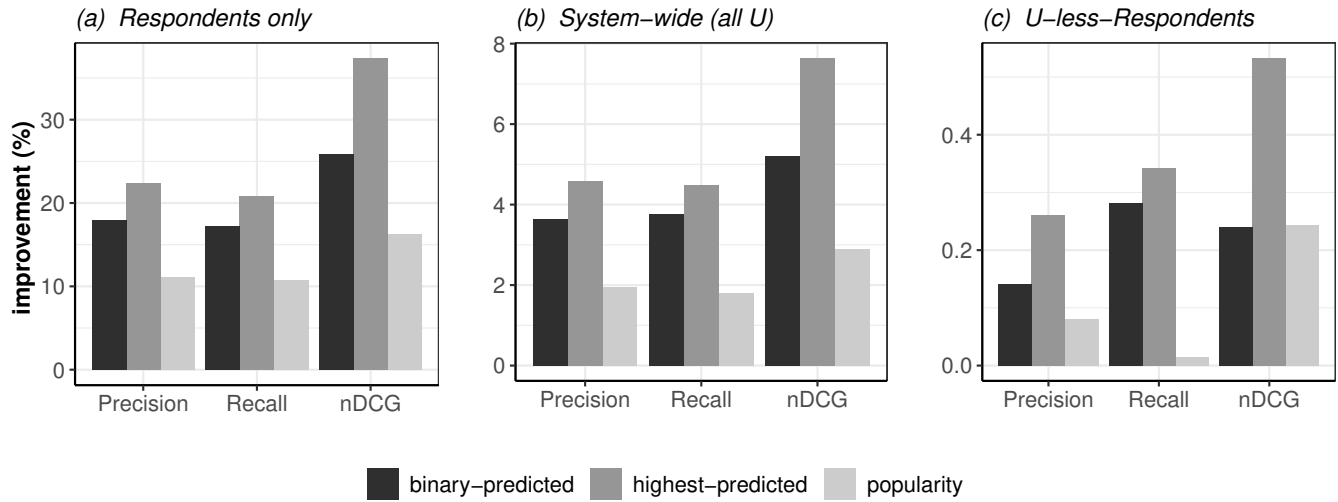 (a) Respondents only
(b) System−wide (all U)
(c) U−less−Respondents
improvement (%)
30
20
10
0
Precision Recall nDCG
8
6
4
2
0
Precision Recall nDCG
0.4
0.2
0.0
Precision Recall nDCG
binary−predicted highest−predicted popularity